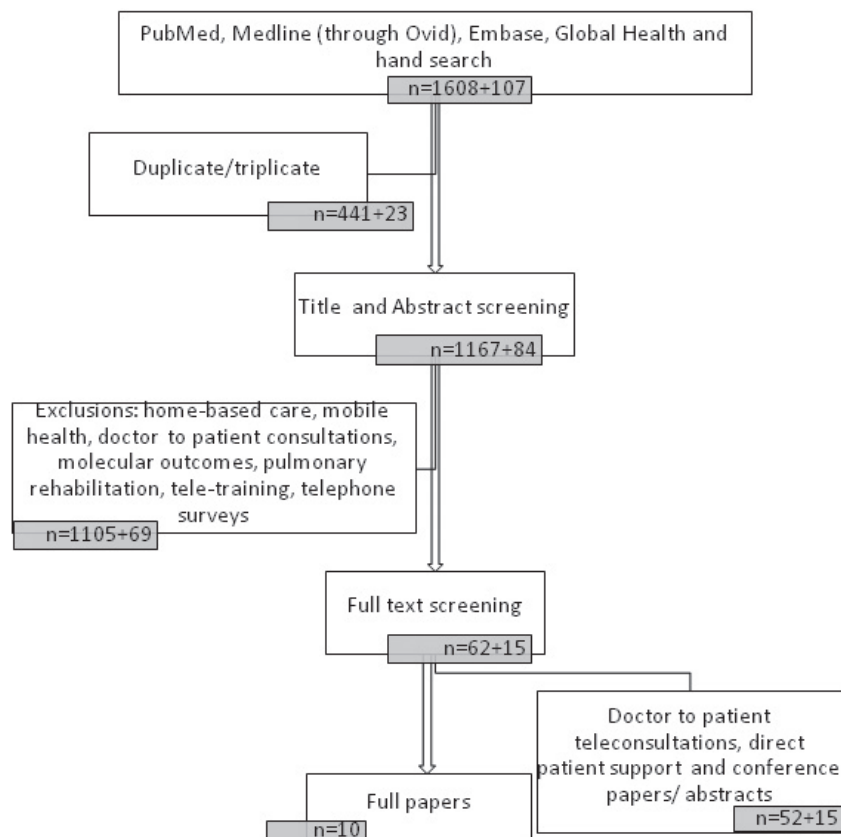 PubMed, Medline (through Ovid), Embase, Global Health and
hand search
n=1608+107
Duplicate/triplicate
n=441+23
Title and Abstract screening
n=1167+84
Exclusions: home-based care, mobile
health, doctor to patient consultations,
molecular outcomes, pulmonary
rehabilitation, tele-training, telephone
surveys
n=1105+69
Full text screening
n=62+15
Doctor to patient
teleconsultations, direct
patient support and conference
papers/ abstracts
n=52+15
Full papers
n=10